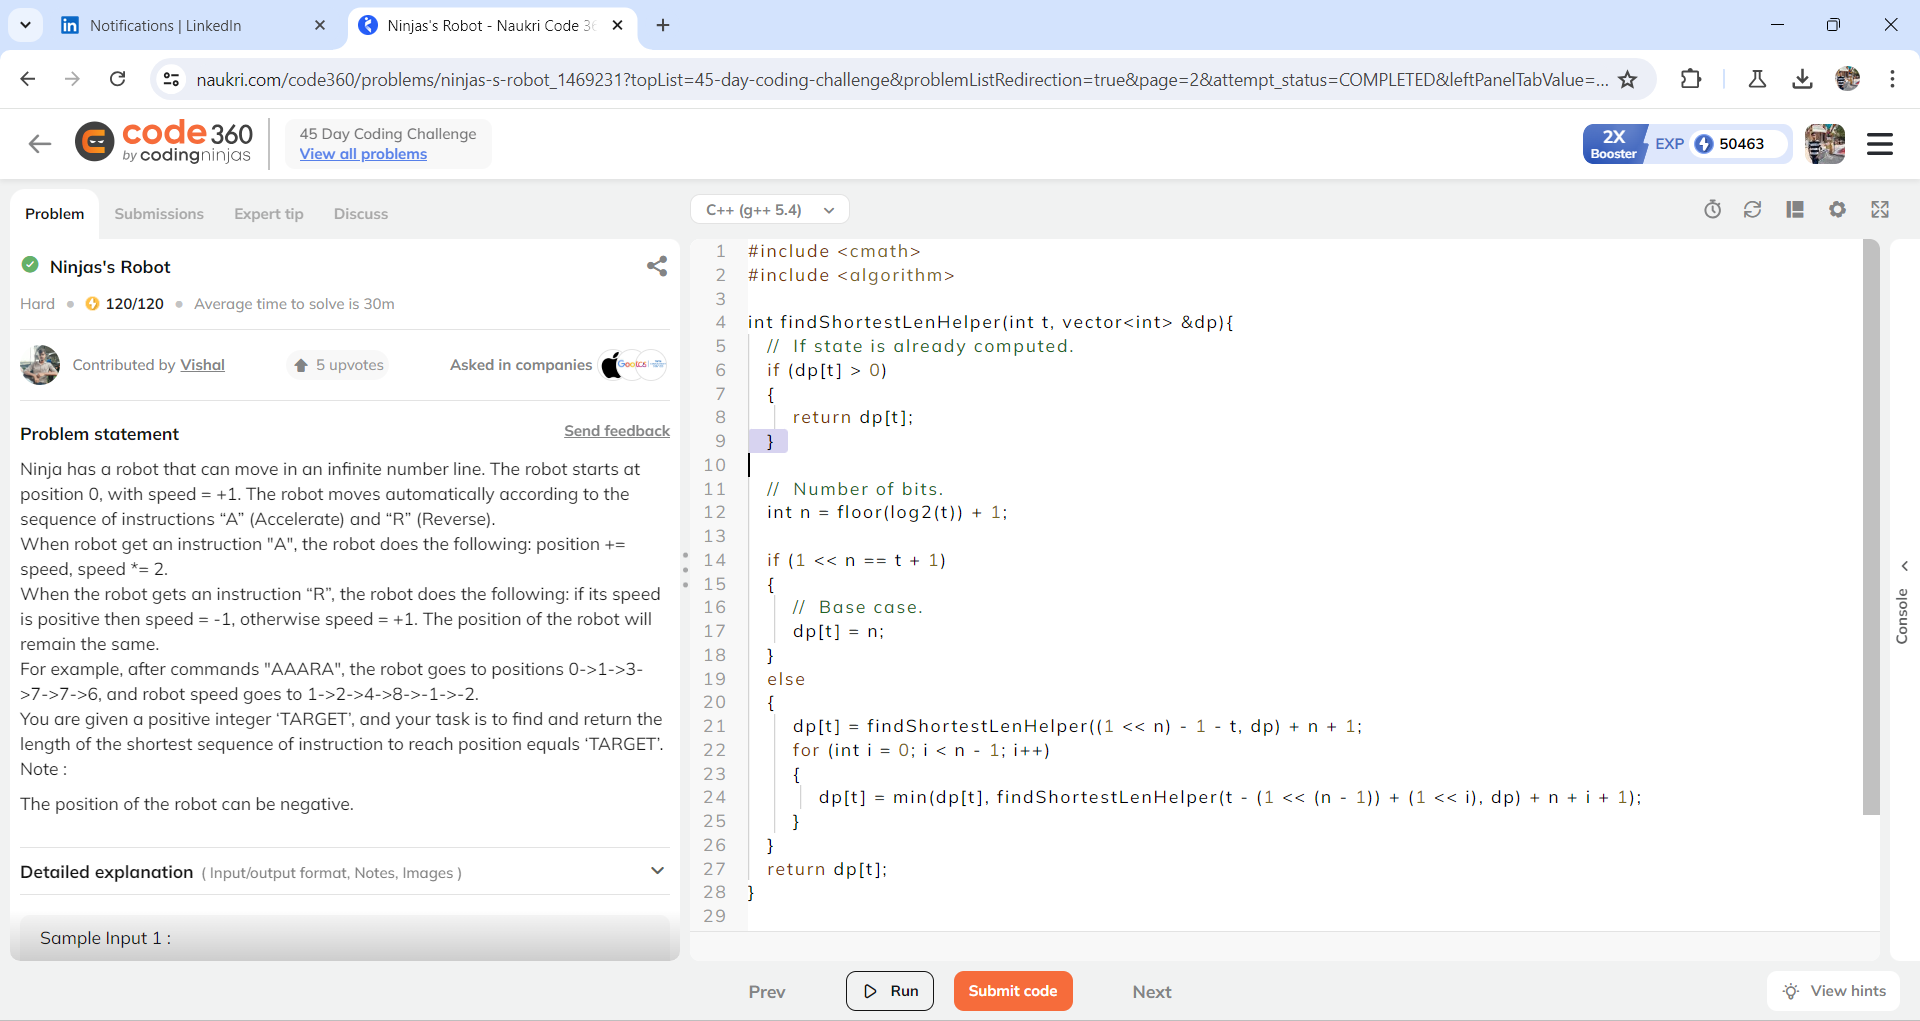 Notifications | LinkedIn
Ninjas's Robot - Naukri Code 36
naukri.com/code360/problems/ninjas-s-robot_1469231?topList=45-day-coding-challenge&problemListRedirection=true&page=2&attempt_status=COMPLETED&leftPanelTabValue=...
code 360
by codingninjas
45 Day Coding Challenge
View all problems
2X
Booster
EXP 50463
Problem Submissions Expert tip Discuss
C++ (g++ 5.4)
Ninjas's Robot
Hard 120/120 Average time to solve is 30m
Contributed by Vishal 5 upvotes Asked in companies
Problem statement
Send feedback
Ninja has a robot that can move in an infinite number line. The robot starts at
position 0, with speed = +1. The robot moves automatically according to the
sequence of instructions “A” (Accelerate) and “R” (Reverse).
When robot get an instruction "A", the robot does the following: position +=
speed, speed *= 2.
When the robot gets an instruction “R”, the robot does the following: if its speed
is positive then speed = -1, otherwise speed = +1. The position of the robot will
remain the same.
For example, after commands "AAARA", the robot goes to positions 0->1->3-
>7->7->6, and robot speed goes to 1->2->4->8->-1->-2.
You are given a positive integer ‘TARGET’, and your task is to find and return the
length of the shortest sequence of instruction to reach position equals ‘TARGET’.
Note :
The position of the robot can be negative.
Detailed explanation ( Input/output format, Notes, Images )
Sample Input 1 :
1 #include <cmath>
2 #include <algorithm>
3
4 int findShortestLenHelper(int t, vector<int> &dp){
5 // If state is already computed.
6 if (dp[t] > 0)
7 {
8 return dp[t];
9 }
10
11 // Number of bits.
12 int n = floor(log2(t)) + 1;
13
14 if (1 << n == t + 1)
15 {
16 // Base case.
17 dp[t] = n;
18 }
19 else
20 {
21 dp[t] = findShortestLenHelper((1 << n) - 1 - t, dp) + n + 1;
22 for (int i = 0; i < n - 1; i++)
23 {
24 dp[t] = min(dp[t], findShortestLenHelper(t - (1 << (n - 1)) + (1 << i), dp) + n + i + 1);
25 }
26 }
27 return dp[t];
28 }
29
Console
Prev
Run
Submit code
Next
View hints